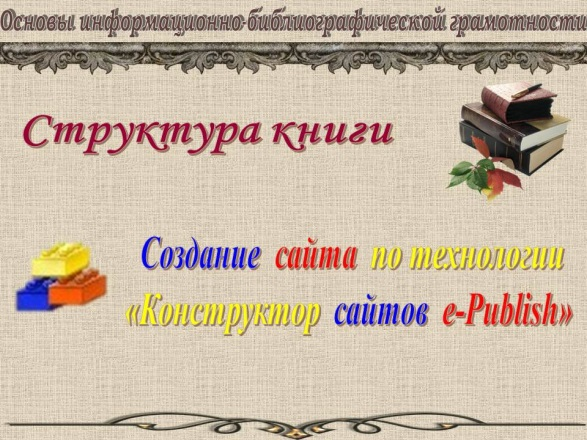 Основы информационно-библиографической грамотности
Структура книги
Создание сайта по технологии
«Конструктор сайтов e-Publish»